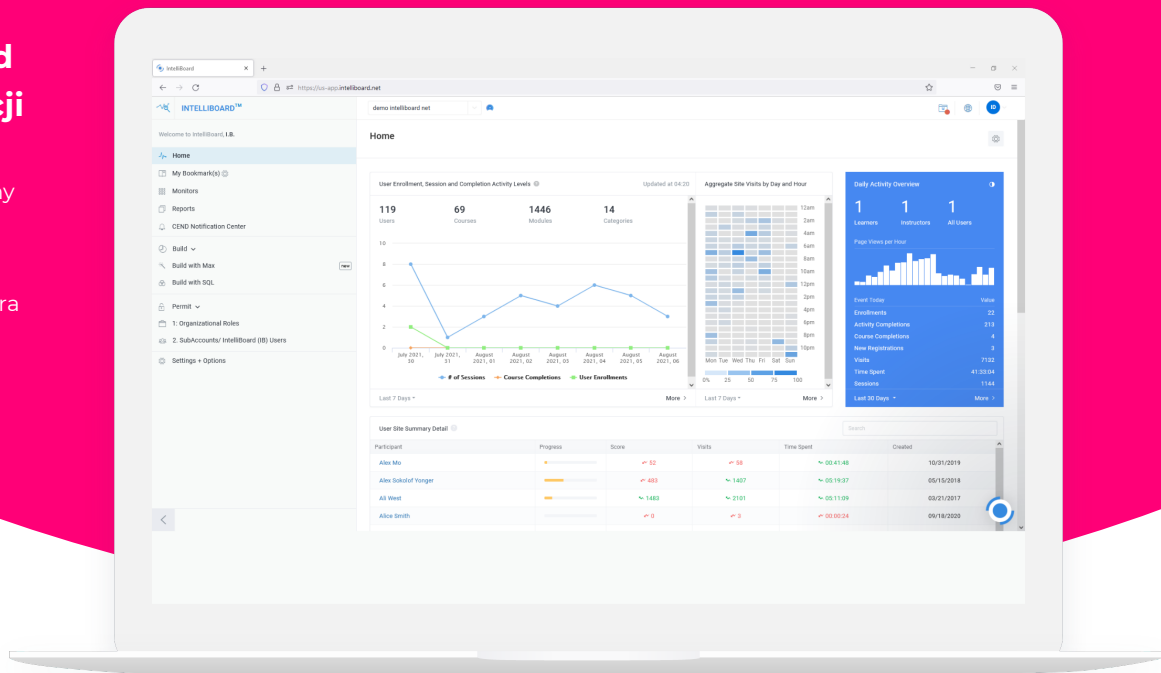 d
cji
ay
ra
IntelliBoard
https://us-app.intelliboard.net
INTELLIBOARD™
demo intelliboard net
ID
Welcome to IntelliBoard, I.B.
Home
My Bookmark(s)
Monitors
Reports
CEND Notification Center
Build
Build with Max
new
Build with SQL
Permit
1: Organizational Roles
2. SubAccounts/ IntelliBoard (IB) Users
Settings + Options
Home
User Enrollment, Session and Completion Activity Levels
Updated at 04:20
119
69
1446
14
Users
Courses
Modules
Categories
10
8
6
4
2
0
July 2021, 30
July 2021, 31
August 2021, 01
August 2021, 02
August 2021, 03
August 2021, 04
August 2021, 05
August 2021, 06
# of Sessions
Course Completions
User Enrollments
Last 7 Days
More >
Aggregate Site Visits by Day and Hour
12am
2am
4am
6am
8am
10am
12pm
2pm
4pm
6pm
8pm
10pm
Mon Tue Wed Thu Fri Sat Sun
0% 25 50 75 100
Last 7 Days
More >
Daily Activity Overview
1
1
1
Learners
Instructors
All Users
Page Views per Hour
Event Today
Value
Enrollments
22
Activity Completions
213
Course Completions
4
New Registrations
3
Visits
7132
Time Spent
41:33:04
Sessions
1144
Last 30 Days
More >
User Site Summary Detail
Search
Participant
Progress
Score
Visits
Time Spent
Created
Alex Mo
52
58
00:41:48
10/31/2019
Alex Sokolof Yonger
483
1407
05:19:37
05/15/2018
Ali West
1483
2101
05:11:09
03/21/2017
Alice Smith
0
3
00:00:24
09/18/2020